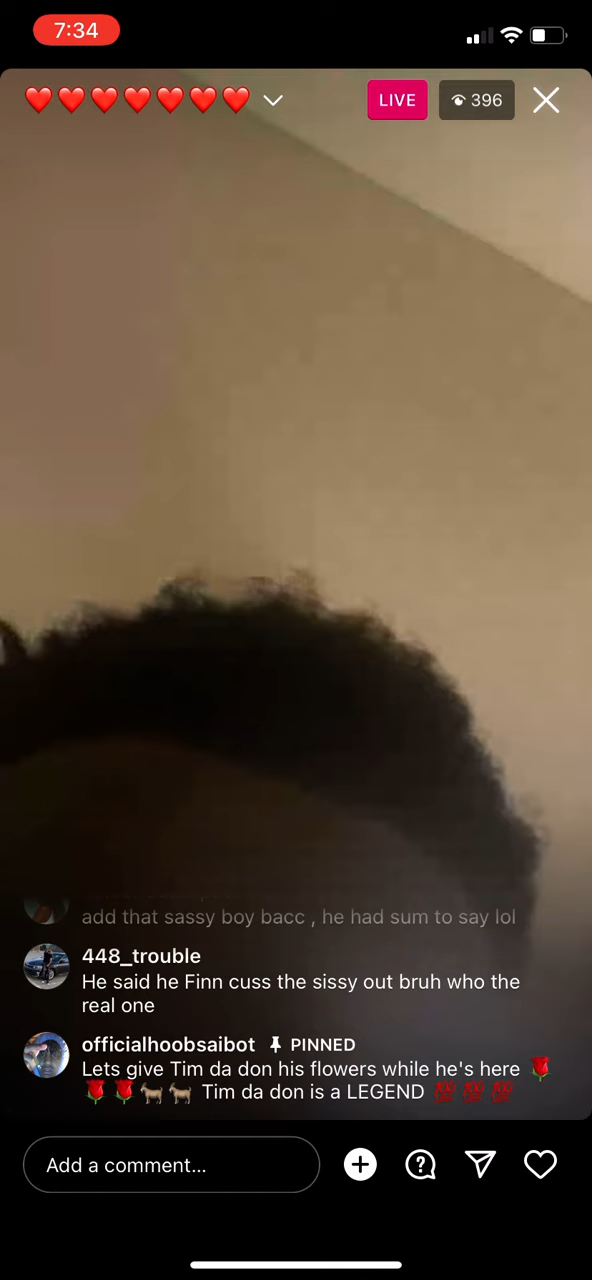 7:34
❤️❤️❤️❤️❤️❤️❤️
LIVE
396
add that sassy boy bacc , he had sum to say lol
448_trouble
He said he Finn cuss the sissy out bruh who the
real one
officialhoobsaibot PINNED
Lets give Tim da don his flowers while he's here 🌹
🌹🌹🐐🐐 Tim da don is a LEGEND 💯💯💯
Add a comment...